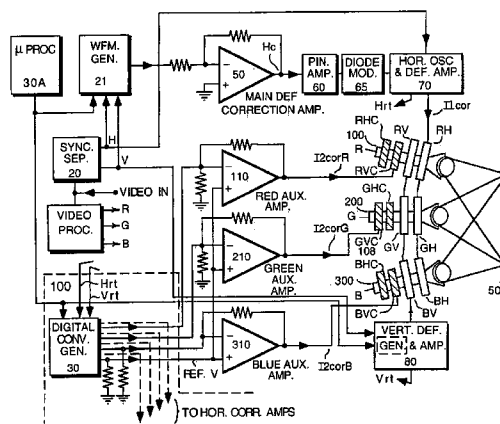 μ PROC
30A
WFM.
GEN.
21
Hc
50
MAIN DEF
CORRECTION AMP.
PIN.
AMP.
60
DIODE
MOD.
65
HOR. OSC
& DEF. AMP.
70
Hrt
I1cor
SYNC.
SEP.
20
H
V
VIDEO IN
VIDEO
PROC.
R
G
B
110
RED AUX.
AMP.
I2corR
RHC
100
R
RV
RH
RVC
GHC
200
G
GVC
108
GV
GH
210
GREEN AUX.
AMP.
I2corG
BHC
300
B
BVC
BV
BH
50
100
Hrt
Vrt
DIGITAL
CONV.
GEN.
30
310
BLUE AUX.
AMP.
I2corB
REF. V
TO HOR. CORR. AMPS
VERT. DEF.
GEN. & AMP.
80
Vrt